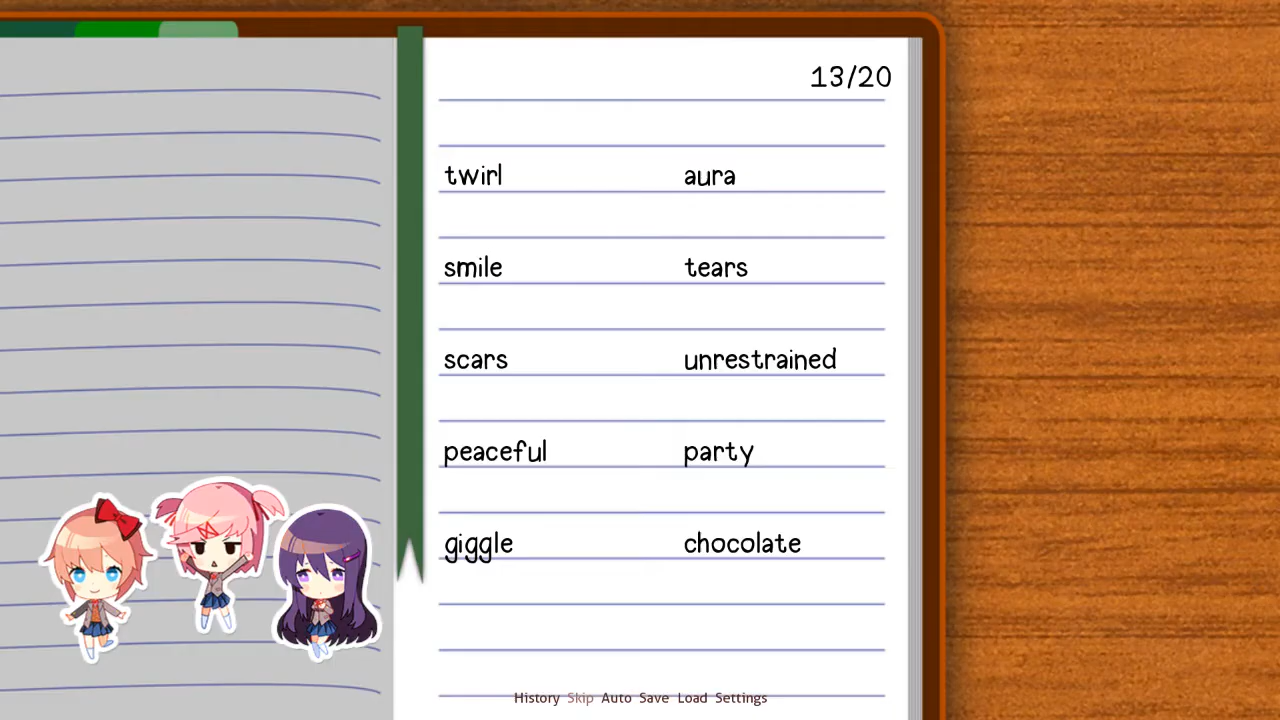 13/20
twirl aura
smile tears
scars unrestrained
peaceful party
giggle chocolate
History Skip Auto Save Load Settings